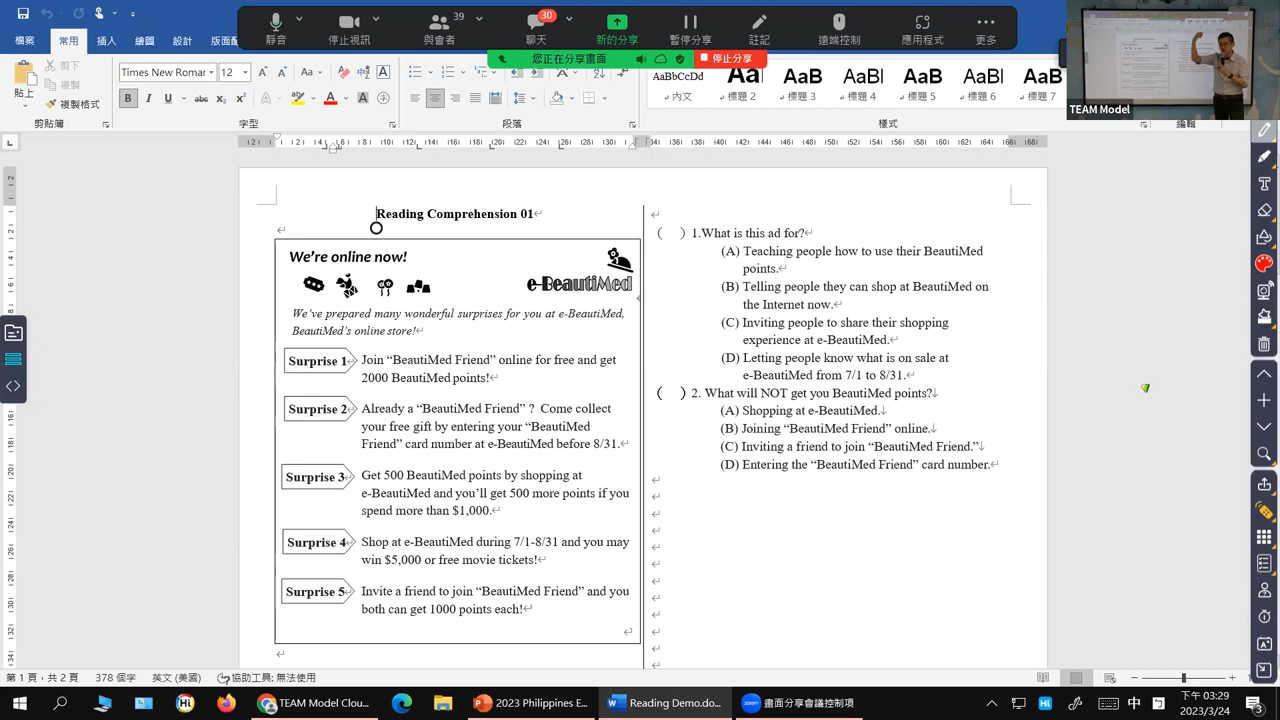 39
30
靜音
停止視訊
與會者
聊天
新的分享
暫停分享
註記
遠端控制
應用程式
更多
您正在分享畫面
停止分享
TEAM Model
檔案
常用
插入
繪圖
設計
剪下
複製
貼上
複製格式
剪貼簿
Times New Roman
12
字型
段落
AaBbCcDd
AaB
AaBl
AaB
AaBl
AaB
內文
標題 2
標題 3
標題 4
標題 5
標題 6
標題 7
樣式
編輯
Reading Comprehension 01
We're online now!
e-BeautiMed
We've prepared many wonderful surprises for you at e-BeautiMed,
BeautiMed's online store!
Surprise 1
Join “BeautiMed Friend” online for free and get
2000 BeautiMed points!
Surprise 2
Already a “BeautiMed Friend” ? Come collect
your free gift by entering your “BeautiMed
Friend” card number at e-BeautiMed before 8/31.
Surprise 3
Get 500 BeautiMed points by shopping at
e-BeautiMed and you'll get 500 more points if you
spend more than $1,000.
Surprise 4
Shop at e-BeautiMed during 7/1-8/31 and you may
win $5,000 or free movie tickets!
Surprise 5
Invite a friend to join “BeautiMed Friend” and you
both can get 1000 points each!
( ) 1.What is this ad for?
(A) Teaching people how to use their BeautiMed
points.
(B) Telling people they can shop at BeautiMed on
the Internet now.
(C) Inviting people to share their shopping
experience at e-BeautiMed.
(D) Letting people know what is on sale at
e-BeautiMed from 7/1 to 8/31.
( ) 2. What will NOT get you BeautiMed points?
(A) Shopping at e-BeautiMed.
(B) Joining “BeautiMed Friend” online.
(C) Inviting a friend to join “BeautiMed Friend.”
(D) Entering the “BeautiMed Friend” card number.
第 1 頁，共 2 頁
378 個字
英文 (美國)
協助工具: 無法使用
TEAM Model Clou...
2023 Philippines E...
Reading Demo.do...
畫面分享會議控制項
中
下午 03:29
2023/3/24
3